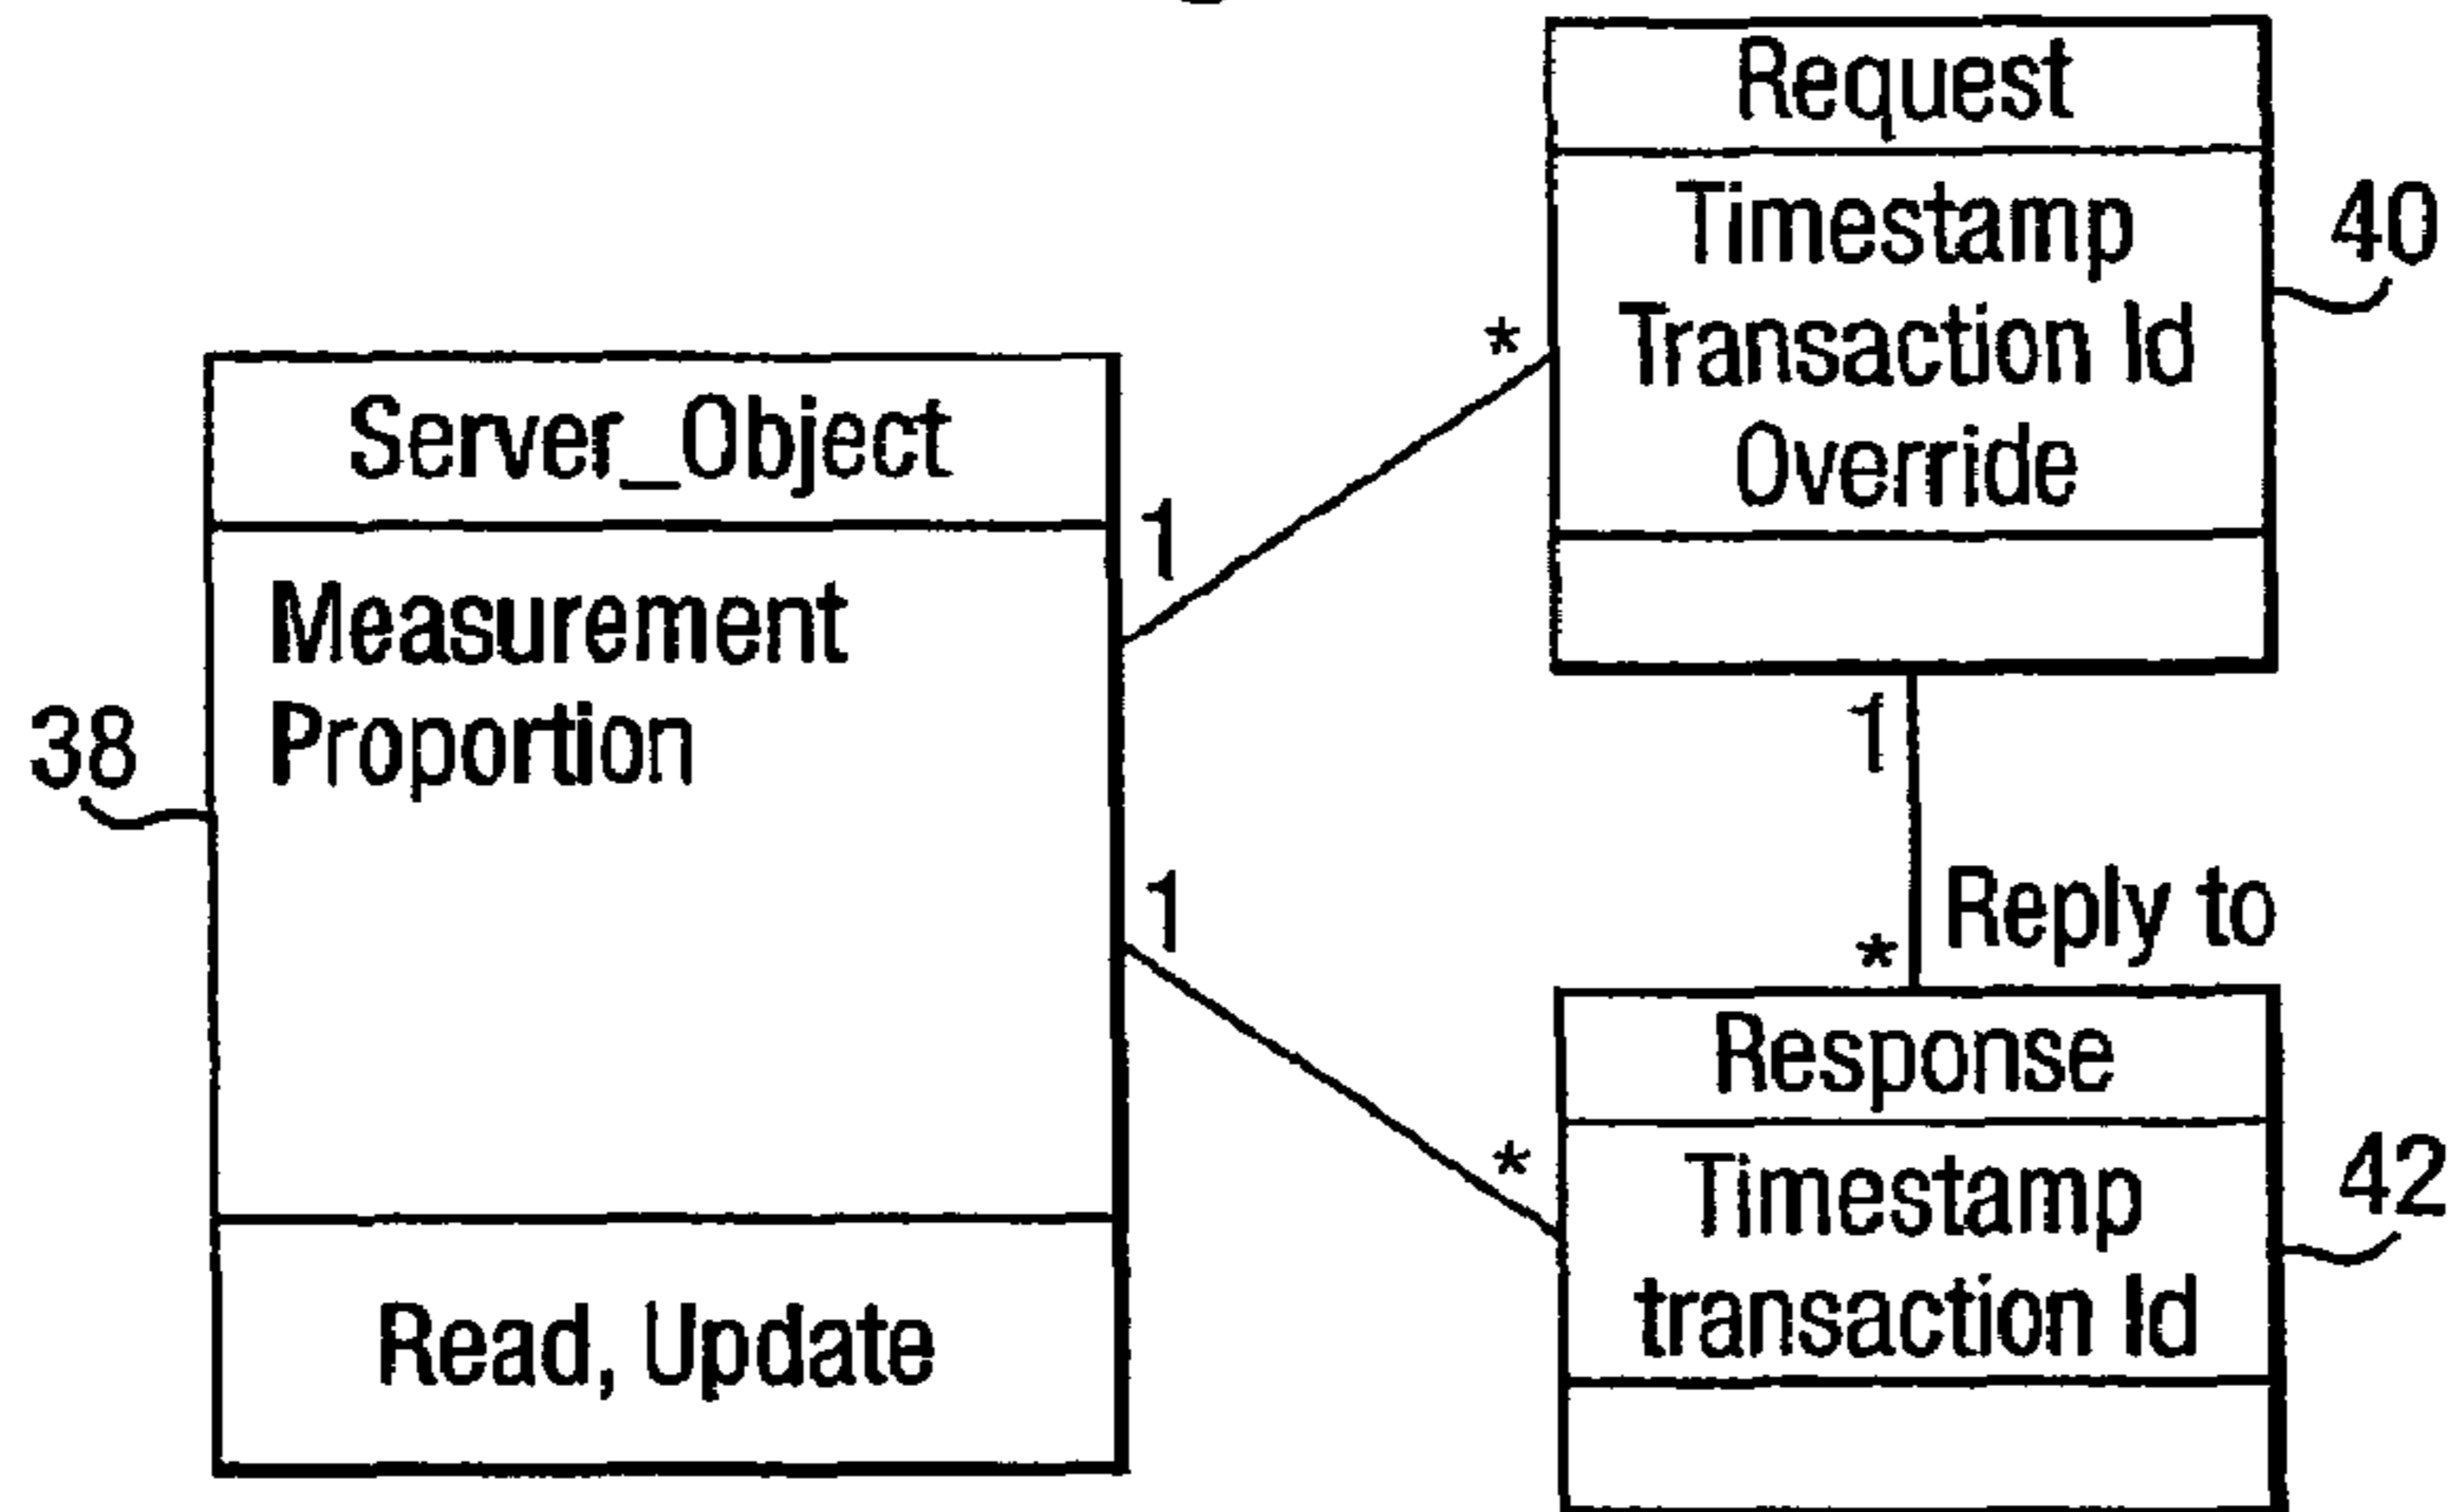 Request
Timestamp
Transaction Id
Override
40
*
Server_Object
1
Measurement
Proportion
38
1
Reply to
*
1
*
Response
Timestamp
transaction Id
42
Read, Update